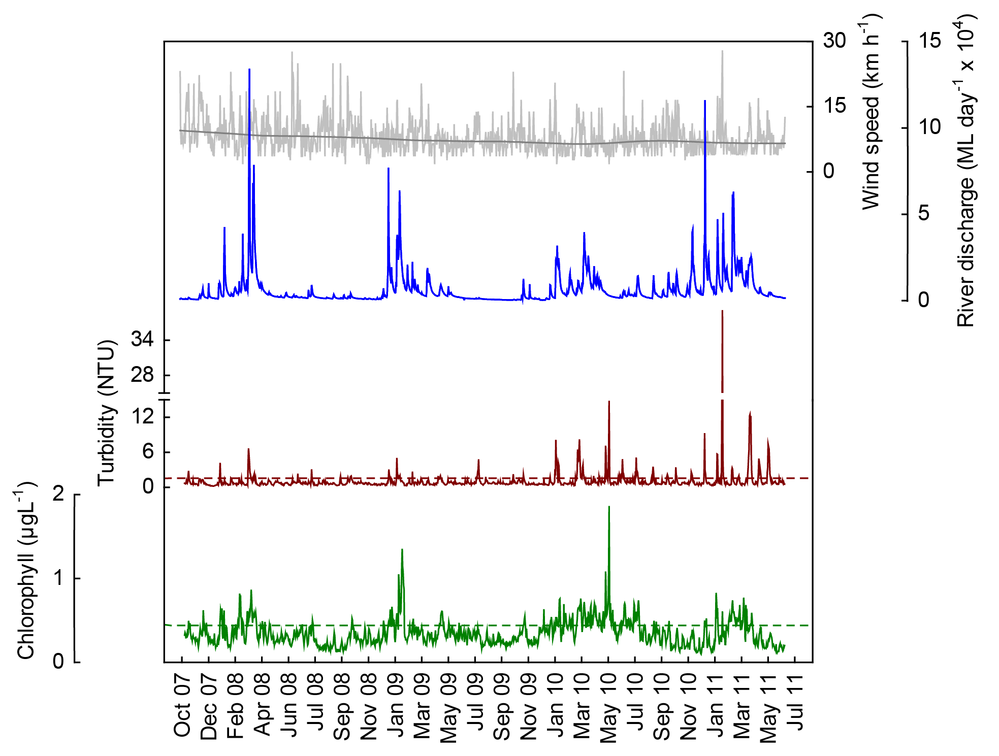 30
15
0
Wind speed (km h-1)
15
10
5
0
River discharge (ML day-1 x 104)
34
28
12
6
0
Turbidity (NTU)
2
1
0
Chlorophyll (µgL-1)
Oct 07
Dec 07
Feb 08
Apr 08
Jun 08
Jul 08
Sep 08
Nov 08
Jan 09
Mar 09
May 09
Jul 09
Sep 09
Nov 09
Jan 10
Mar 10
May 10
Jul 10
Sep 10
Nov 10
Jan 11
Mar 11
May 11
Jul 11